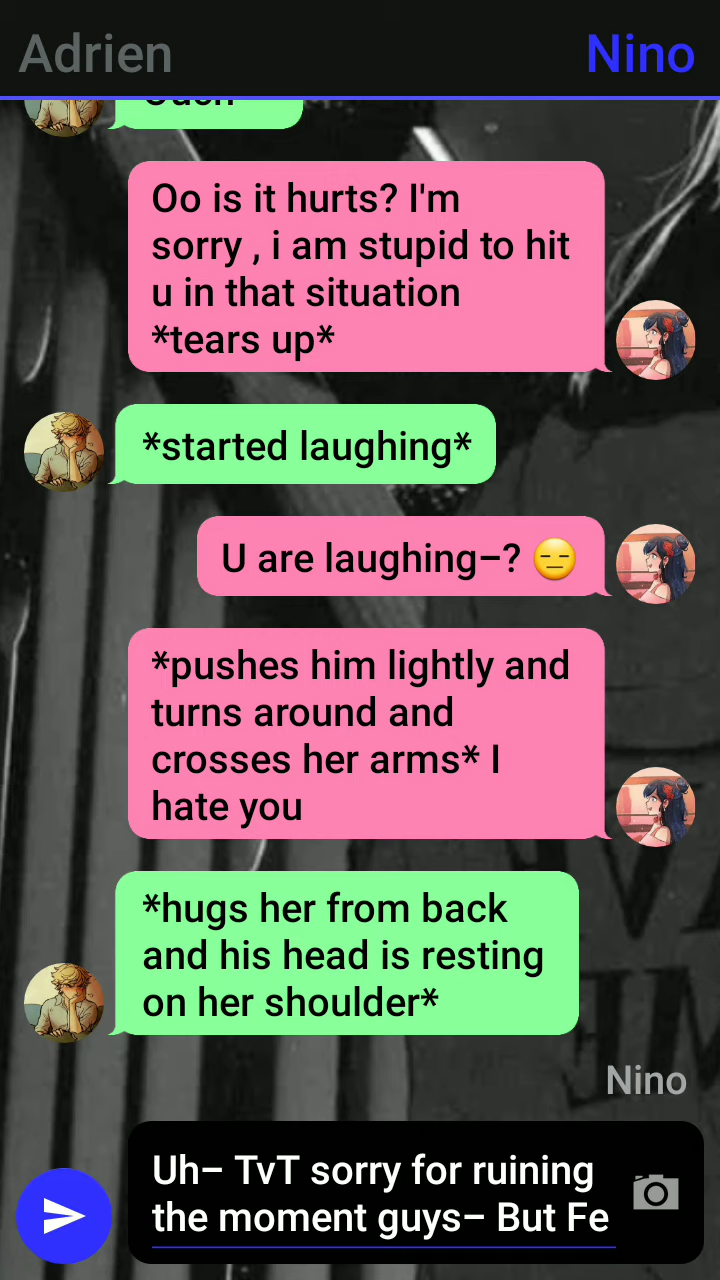 Adrien
Nino
Oo is it hurts? I'm
sorry , i am stupid to hit
u in that situation
*tears up*
*started laughing*
U are laughing–? 😑
*pushes him lightly and
turns around and
crosses her arms* I
hate you
*hugs her from back
and his head is resting
on her shoulder*
Nino
Uh– TvT sorry for ruining
the moment guys– But Fe